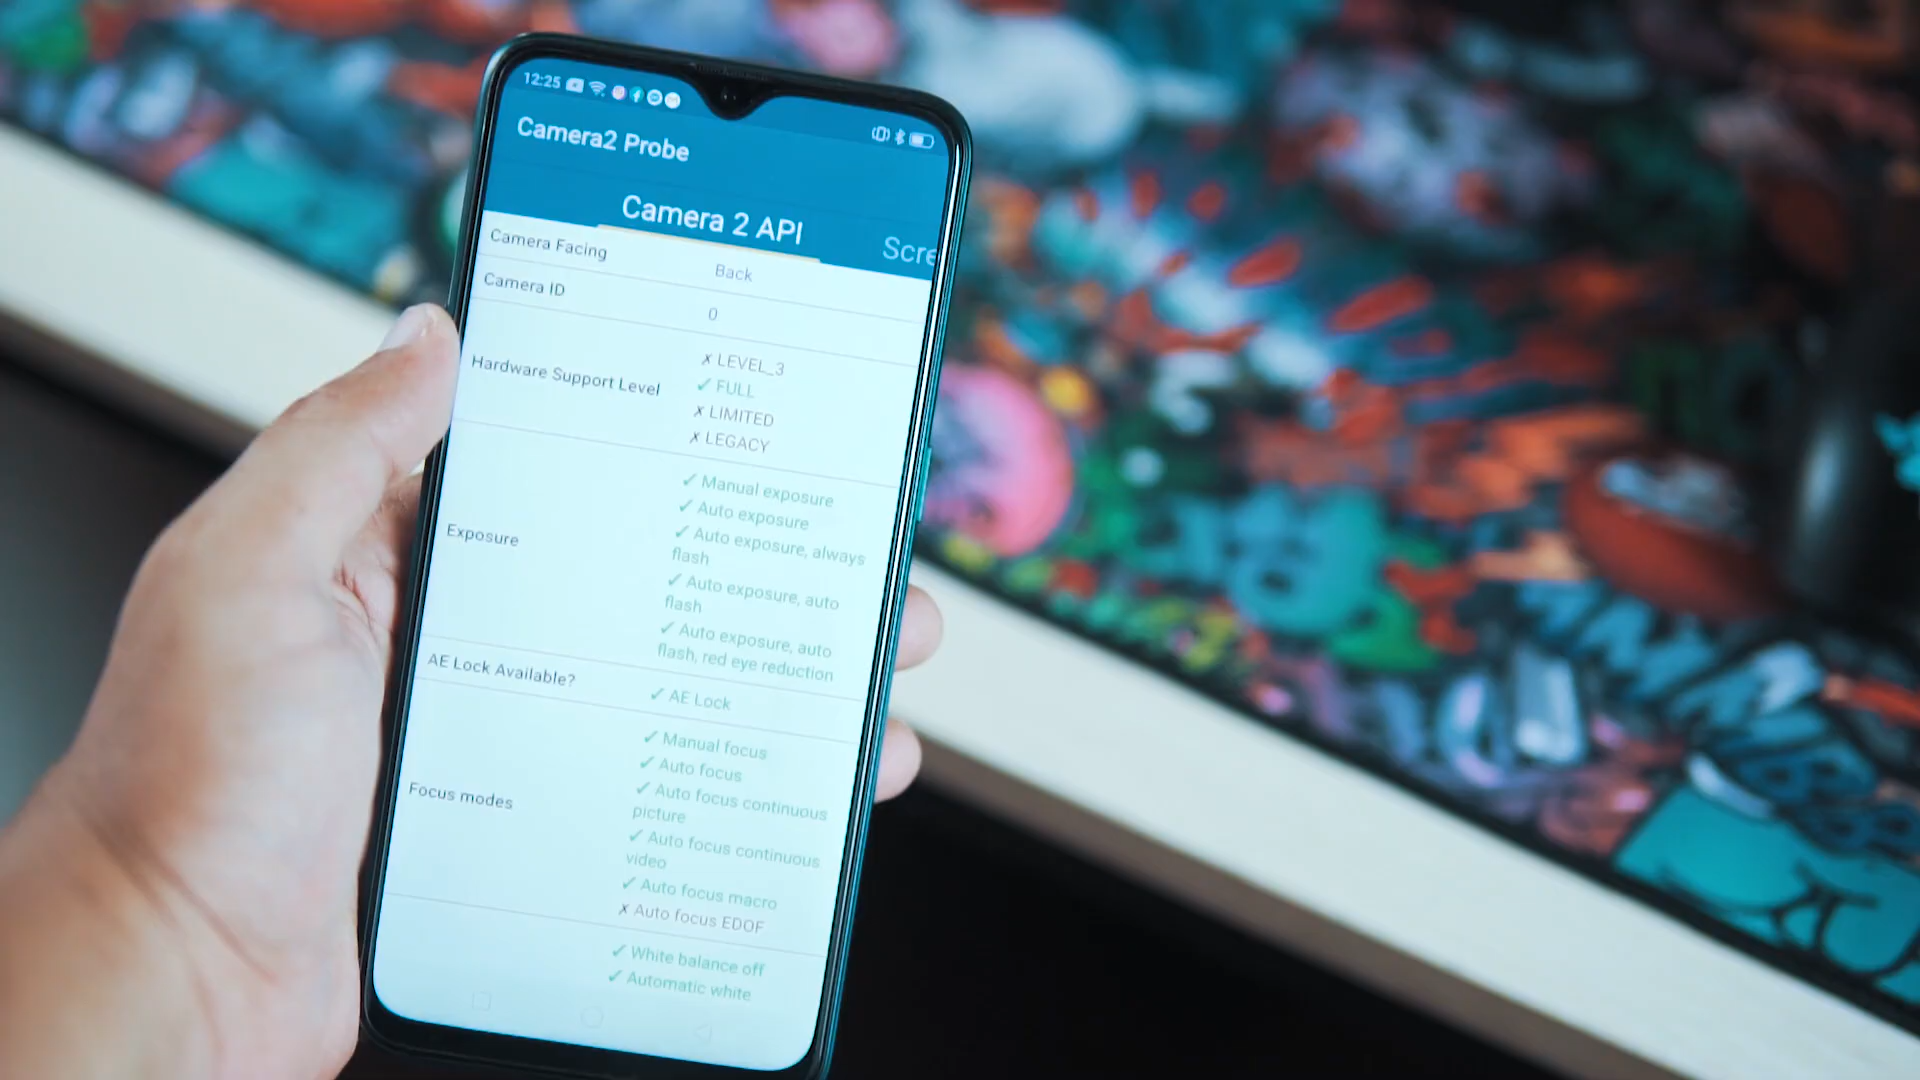 12:25
Camera2 Probe
Camera 2 API
Scre
Camera Facing
Back
Camera ID
0
Hardware Support Level
✗ LEVEL_3
✓ FULL
✗ LIMITED
✗ LEGACY
Exposure
✓ Manual exposure
✓ Auto exposure
✓ Auto exposure, always
flash
✓ Auto exposure, auto
flash
✓ Auto exposure, auto
flash, red eye reduction
AE Lock Available?
✓ AE Lock
Focus modes
✓ Manual focus
✓ Auto focus
✓ Auto focus continuous
picture
✓ Auto focus continuous
video
✓ Auto focus macro
✗ Auto focus EDOF
✓ White balance off
✓ Automatic white